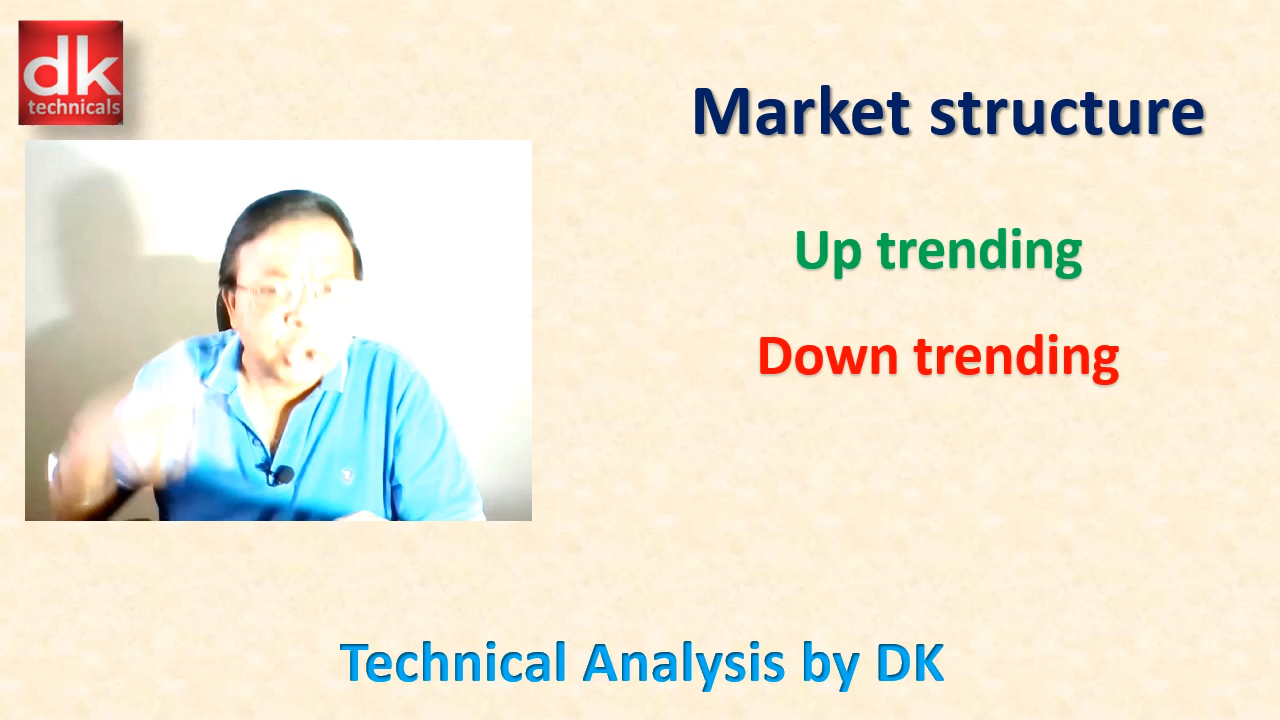 dk
technicals
Market structure
Up trending
Down trending
Technical Analysis by DK